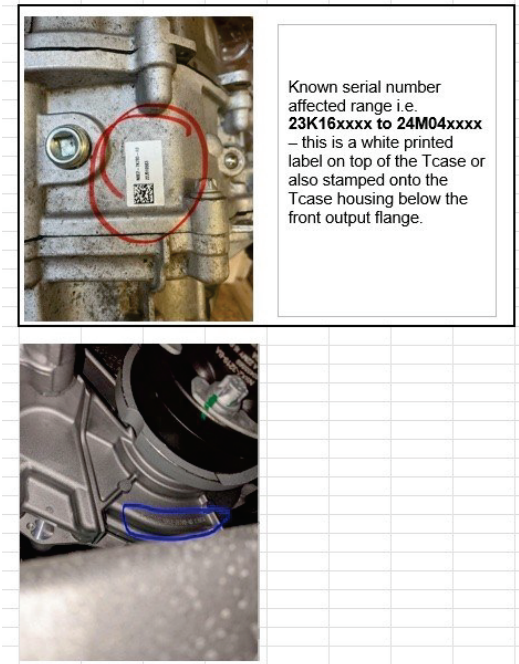 Known serial number
affected range i.e.
23K16xxxx to 24M04xxxx
– this is a white printed
label on top of the Tcase or
also stamped onto the
Tcase housing below the
front output flange.